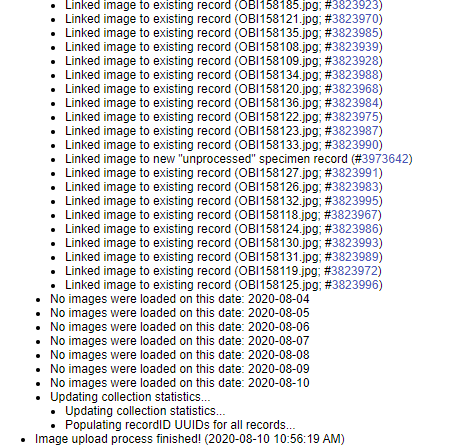 Linked image to existing record (OBI158185.jpg; #3823923)
Linked image to existing record (OBI158121.jpg; #3823970)
Linked image to existing record (OBI158135.jpg; #3823985)
Linked image to existing record (OBI158108.jpg; #3823939)
Linked image to existing record (OBI158109.jpg; #3823928)
Linked image to existing record (OBI158134.jpg; #3823988)
Linked image to existing record (OBI158120.jpg; #3823968)
Linked image to existing record (OBI158136.jpg; #3823984)
Linked image to existing record (OBI158122.jpg; #3823975)
Linked image to existing record (OBI158123.jpg; #3823987)
Linked image to existing record (OBI158133.jpg; #3823990)
Linked image to new "unprocessed" specimen record (#3973642)
Linked image to existing record (OBI158127.jpg; #3823991)
Linked image to existing record (OBI158126.jpg; #3823983)
Linked image to existing record (OBI158132.jpg; #3823995)
Linked image to existing record (OBI158118.jpg; #3823967)
Linked image to existing record (OBI158124.jpg; #3823986)
Linked image to existing record (OBI158130.jpg; #3823993)
Linked image to existing record (OBI158131.jpg; #3823989)
Linked image to existing record (OBI158119.jpg; #3823972)
Linked image to existing record (OBI158125.jpg; #3823996)
No images were loaded on this date: 2020-08-04
No images were loaded on this date: 2020-08-05
No images were loaded on this date: 2020-08-06
No images were loaded on this date: 2020-08-07
No images were loaded on this date: 2020-08-08
No images were loaded on this date: 2020-08-09
No images were loaded on this date: 2020-08-10
Updating collection statistics...
Updating collection statistics...
Populating recordID UUIDs for all records...
Image upload process finished! (2020-08-10 10:56:19 AM)